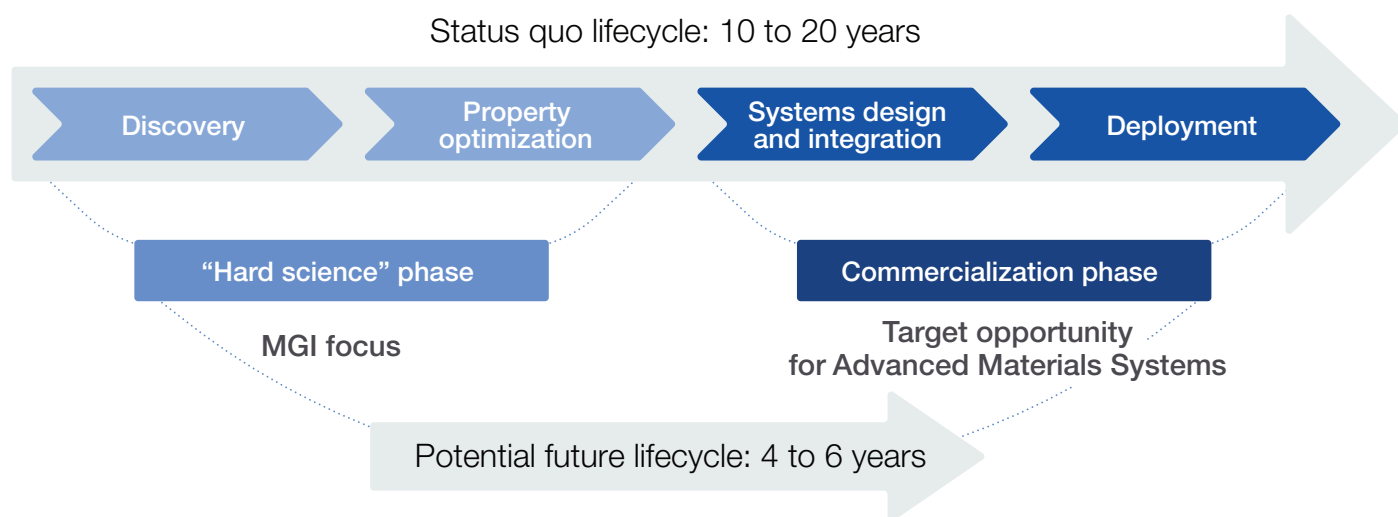 Status quo lifecycle: 10 to 20 years
Discovery
Property
optimization
Systems design
and integration
Deployment
“Hard science” phase
Commercialization phase
MGI focus
Target opportunity
for Advanced Materials Systems
Potential future lifecycle: 4 to 6 years